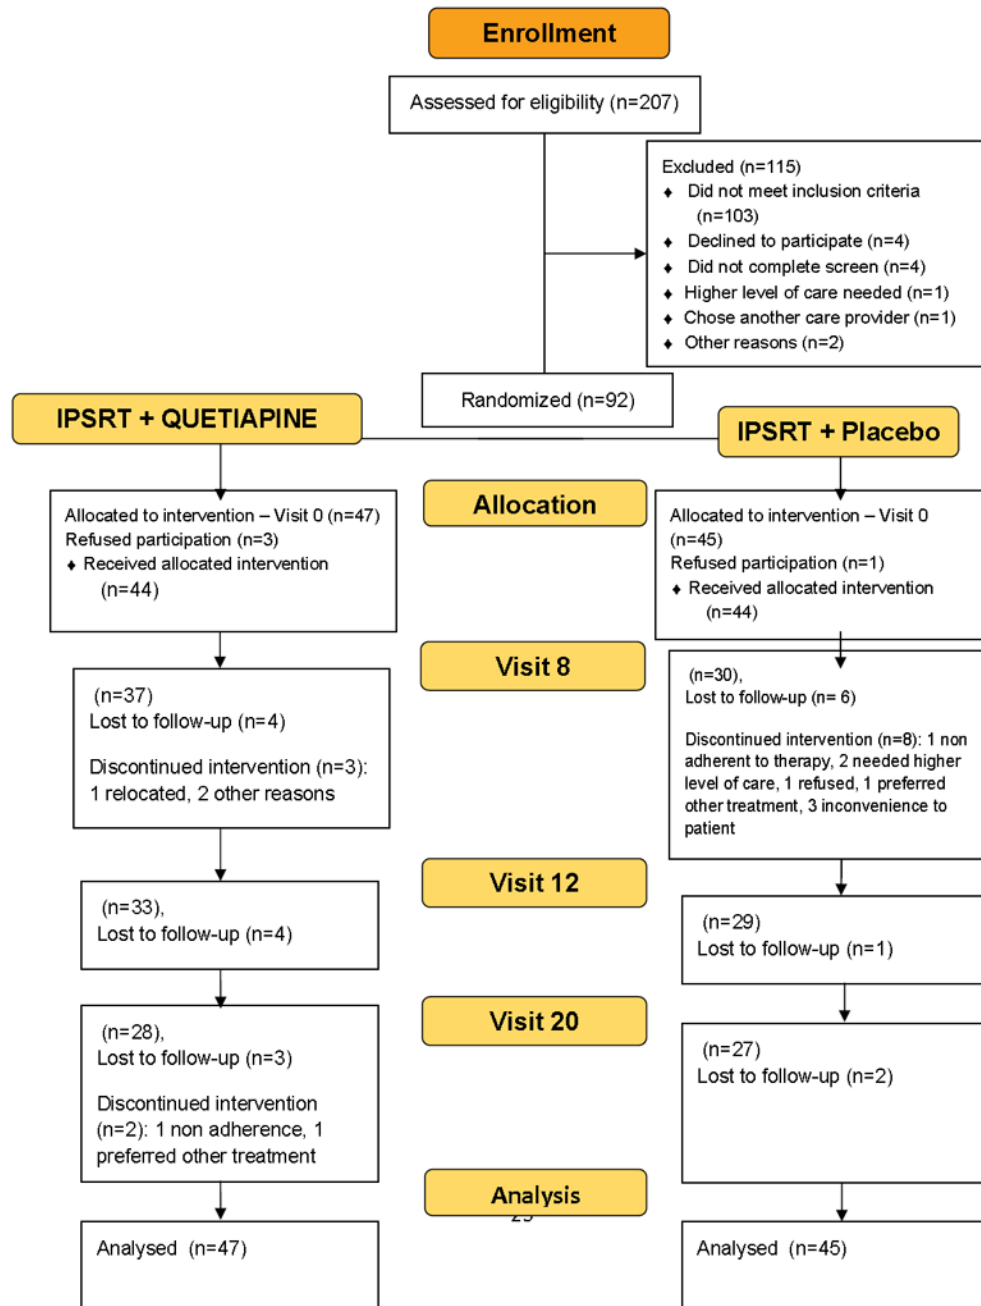 Enrollment
Assessed for eligibility (n=207)
Excluded (n=115)
♦ Did not meet inclusion criteria
(n=103)
♦ Declined to participate (n=4)
♦ Did not complete screen (n=4)
♦ Higher level of care needed (n=1)
♦ Chose another care provider (n=1)
♦ Other reasons (n=2)
Randomized (n=92)
IPSRT + QUETIAPINE
IPSRT + Placebo
Allocation
Allocated to intervention – Visit 0 (n=47)
Refused participation (n=3)
♦ Received allocated intervention
(n=44)
Allocated to intervention – Visit 0
(n=45)
Refused participation (n=1)
♦ Received allocated intervention
(n=44)
Visit 8
(n=37)
Lost to follow-up (n=4)
Discontinued intervention (n=3):
1 relocated, 2 other reasons
(n=30),
Lost to follow-up (n= 6)
Discontinued intervention (n=8): 1 non
adherent to therapy, 2 needed higher
level of care, 1 refused, 1 preferred
other treatment, 3 inconvenience to
patient
Visit 12
(n=33),
Lost to follow-up (n=4)
(n=29)
Lost to follow-up (n=1)
Visit 20
(n=28),
Lost to follow-up (n=3)
Discontinued intervention
(n=2): 1 non adherence, 1
preferred other treatment
(n=27)
Lost to follow-up (n=2)
Analysis
Analysed (n=47)
Analysed (n=45)